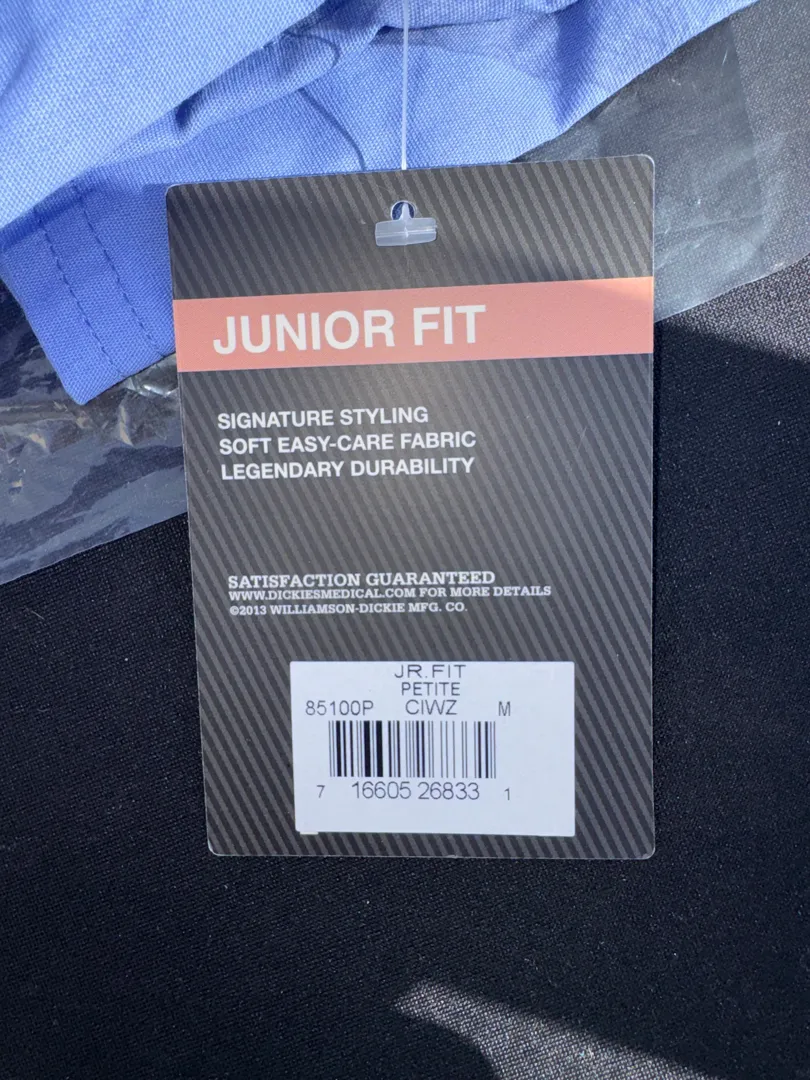 JUNIOR FIT
SIGNATURE STYLING
SOFT EASY-CARE FABRIC
LEGENDARY DURABILITY
SATISFACTION GUARANTEED
WWW.DICKIESMEDICAL.COM FOR MORE DETAILS
©2013 WILLIAMSON-DICKIE MFG. CO.
JR.FIT
PETITE
85100P CIWZ M
7 16605 26833 1